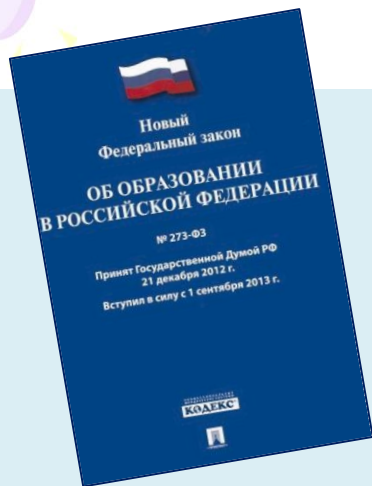 Новый
Федеральный закон
ОБ ОБРАЗОВАНИИ
В РОССИЙСКОЙ ФЕДЕРАЦИИ
№ 273-ФЗ
Принят Государственной Думой РФ
21 декабря 2012 г.
Вступил в силу с 1 сентября 2013 г.
КОДЕКС